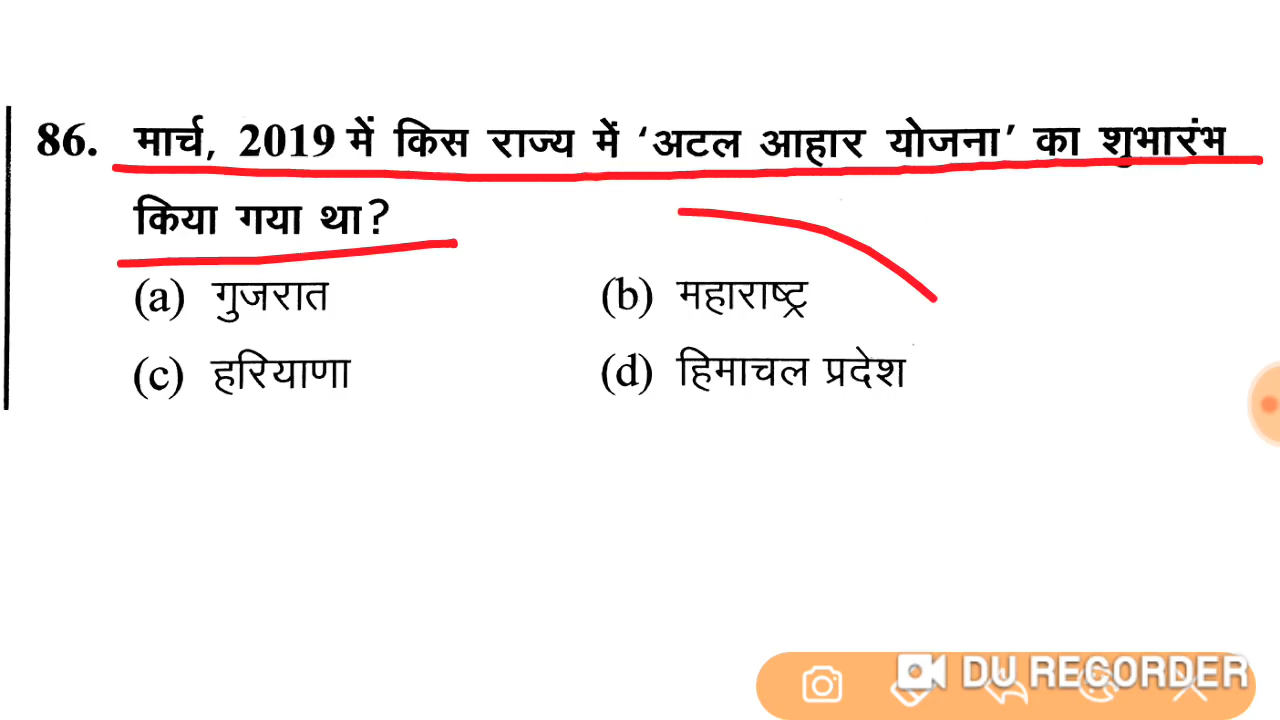 86. मार्च, 2019 में किस राज्य में ‘अटल आहार योजना’ का शुभारंभ
किया गया था?
(a) गुजरात (b) महाराष्ट्र
(c) हरियाणा (d) हिमाचल प्रदेश
DU RECORDER